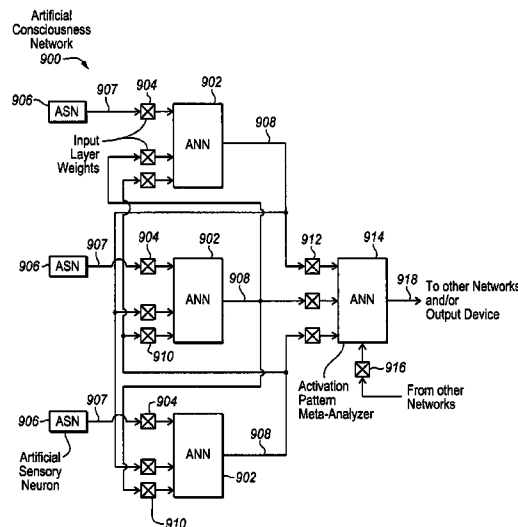 Artificial
Consciousness
Network
900
906
ASN
907
904
902
ANN
908
Input
Layer
Weights
906
ASN
907
904
902
ANN
908
910
912
914
ANN
918
To other Networks
and/or
Output Device
916
Activation
Pattern
Meta-Analyzer
From other
Networks
906
ASN
907
904
ANN
908
902
Artificial
Sensory
Neuron
910